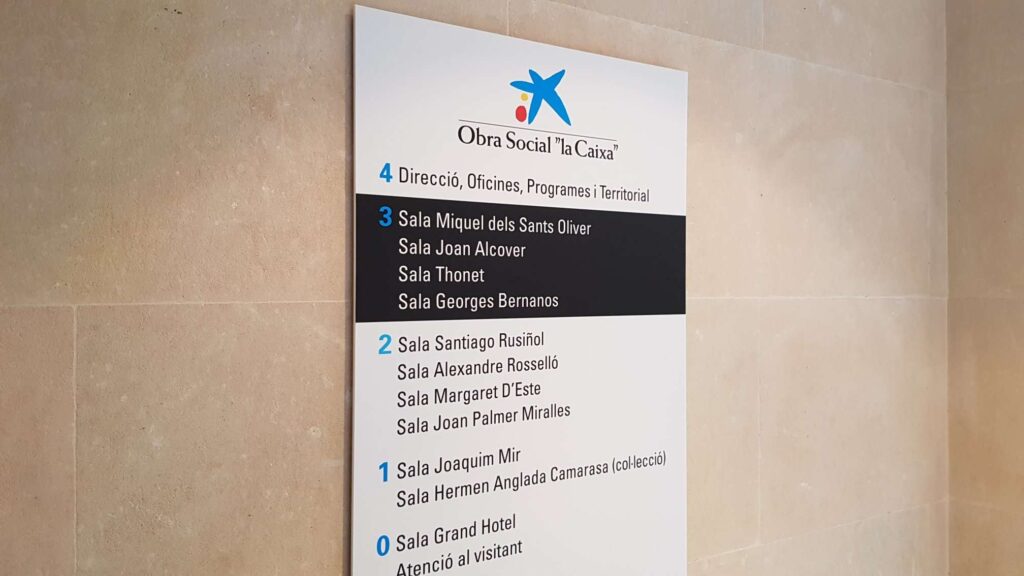 Obra Social "la Caixa"
4 Direcció, Oficines, Programes i Territorial
3 Sala Miquel dels Sants Oliver
Sala Joan Alcover
Sala Thonet
Sala Georges Bernanos
2 Sala Santiago Rusiñol
Sala Alexandre Rosselló
Sala Margaret D'Este
Sala Joan Palmer Miralles
1 Sala Joaquim Mir
Sala Hermen Anglada Camarasa (col·lecció)
0 Sala Grand Hotel
Atenció al visitant